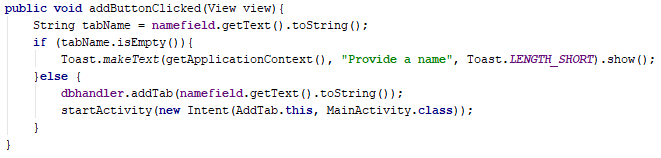 public void addButtonClicked(View view){
    String tabName = namefield.getText().toString();
    if (tabName.isEmpty()){
        Toast.makeText(getApplicationContext(), "Provide a name", Toast.LENGTH_SHORT).show();
    }else {
        dbhandler.addTab(namefield.getText().toString());
        startActivity(new Intent(AddTab.this, MainActivity.class));
    }
}